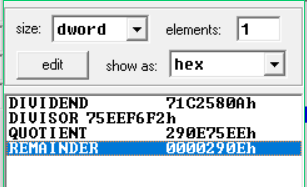 size: dword elements: 1
edit show as: hex
DIVIDEND 71C2580Ah
DIVISOR 75EEF6F2h
QUOTIENT 290E75EEh
REMAINDER 0000290Eh